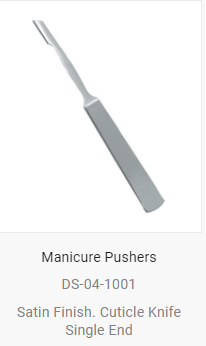 Manicure Pushers
DS-04-1001
Satin Finish. Cuticle Knife
Single End